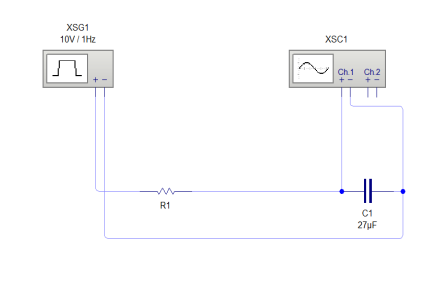 XSG1
10V / 1Hz
XSC1
Ch.1 Ch.2
+ − + − + −
R1
C1
27µF